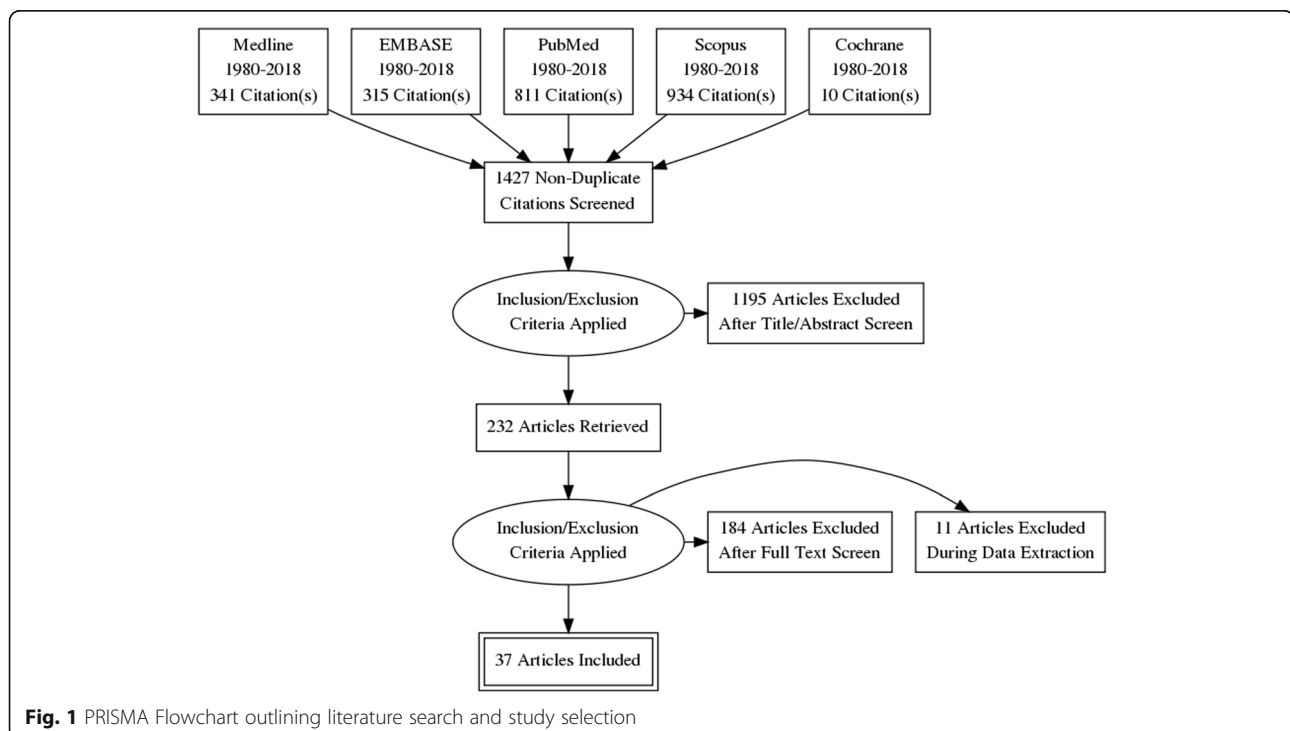 Medline
1980-2018
341 Citation(s)
EMBASE
1980-2018
315 Citation(s)
PubMed
1980-2018
811 Citation(s)
Scopus
1980-2018
934 Citation(s)
Cochrane
1980-2018
10 Citation(s)
1427 Non-Duplicate
Citations Screened
Inclusion/Exclusion
Criteria Applied
1195 Articles Excluded
After Title/Abstract Screen
232 Articles Retrieved
Inclusion/Exclusion
Criteria Applied
184 Articles Excluded
After Full Text Screen
11 Articles Excluded
During Data Extraction
37 Articles Included
Fig. 1 PRISMA Flowchart outlining literature search and study selection